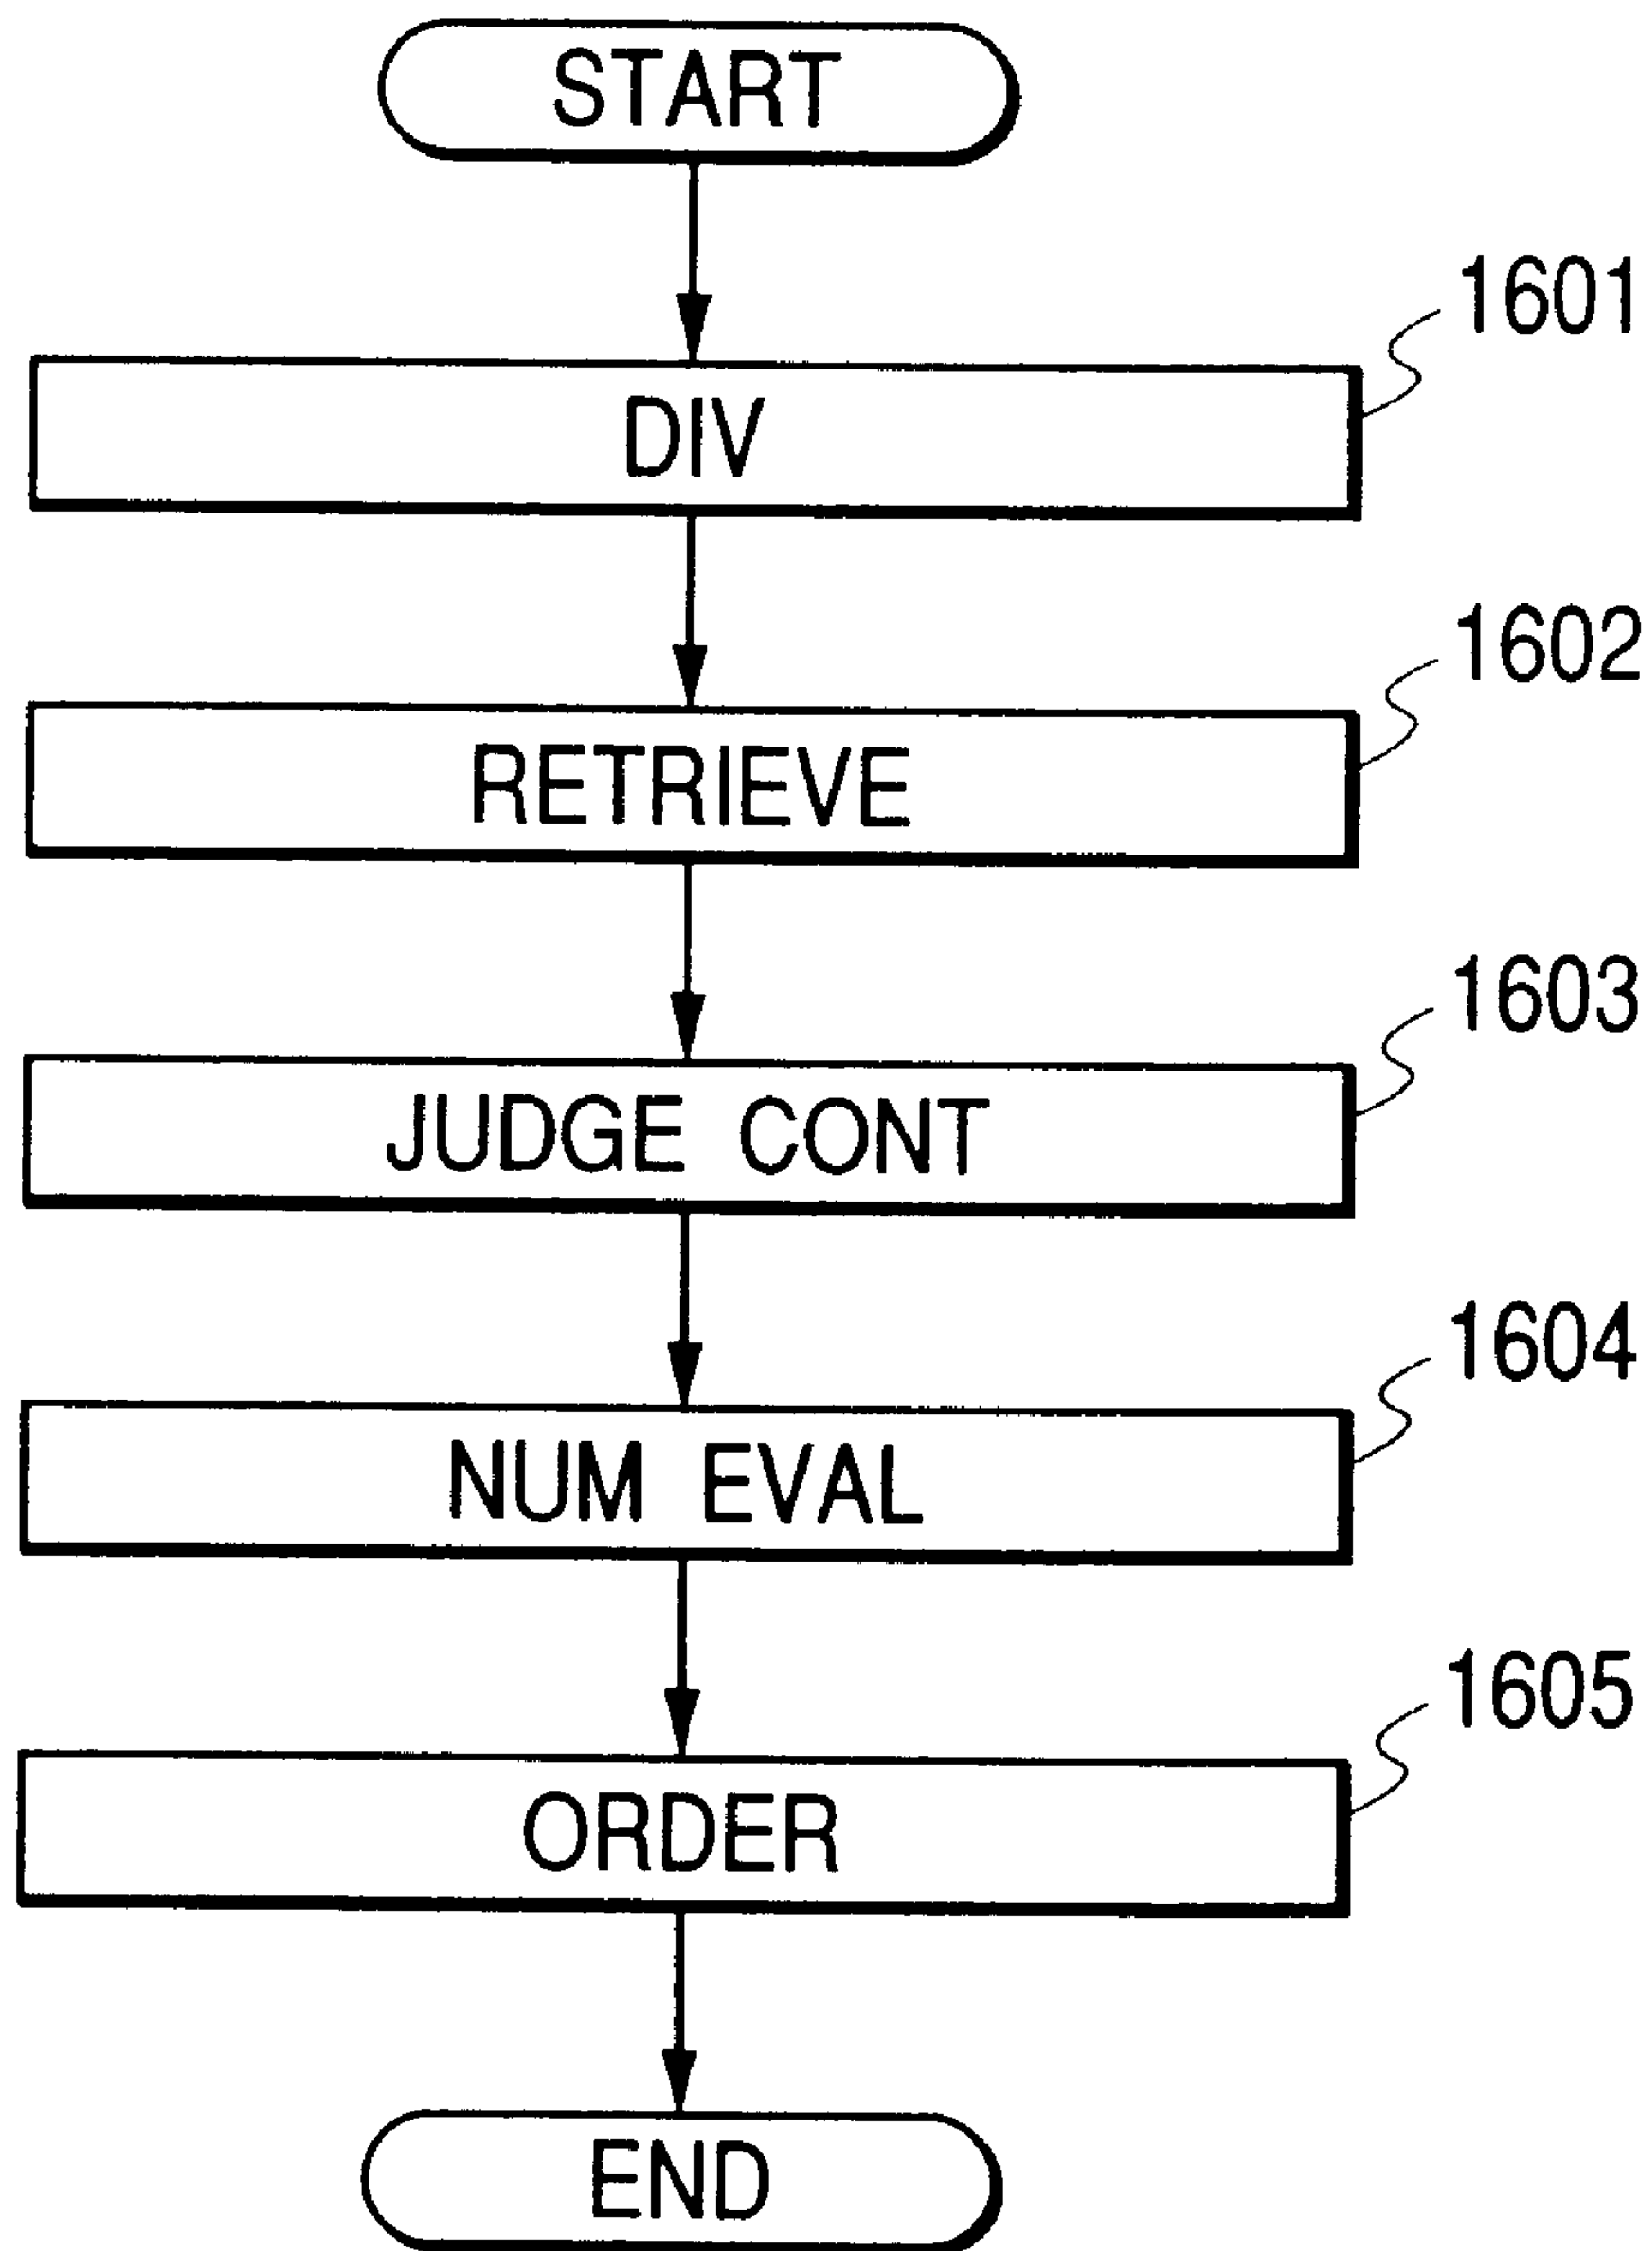 START
1601
DIV
1602
RETRIEVE
1603
JUDGE CONT
1604
NUM EVAL
1605
ORDER
END